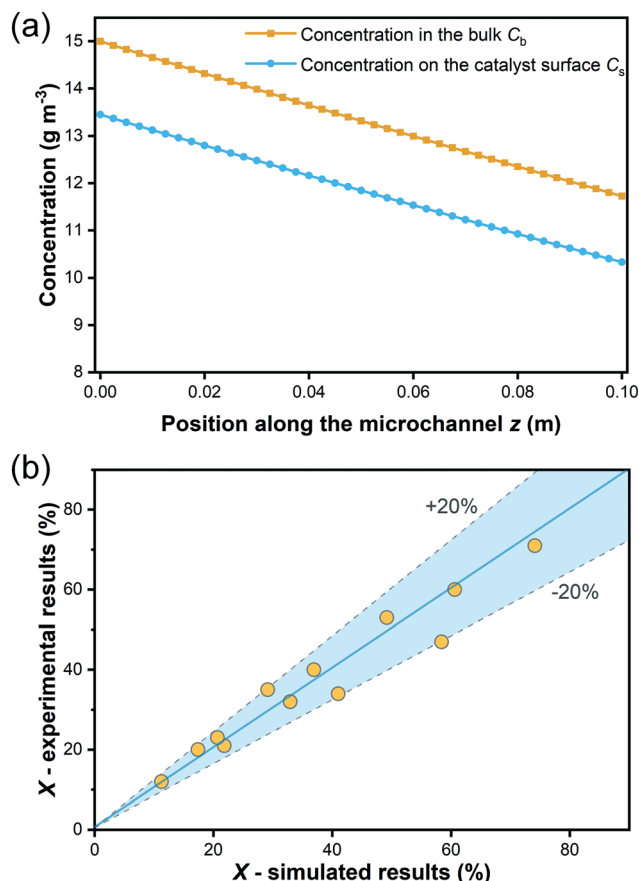 (a)
Concentration in the bulk Cb
Concentration on the catalyst surface Cs
Concentration (g m⁻³)
15
14
13
12
11
10
9
8
0.00 0.02 0.04 0.06 0.08 0.10
Position along the microchannel z (m)
(b)
+20%
-20%
X - experimental results (%)
80
60
40
20
0
0 20 40 60 80
X - simulated results (%)